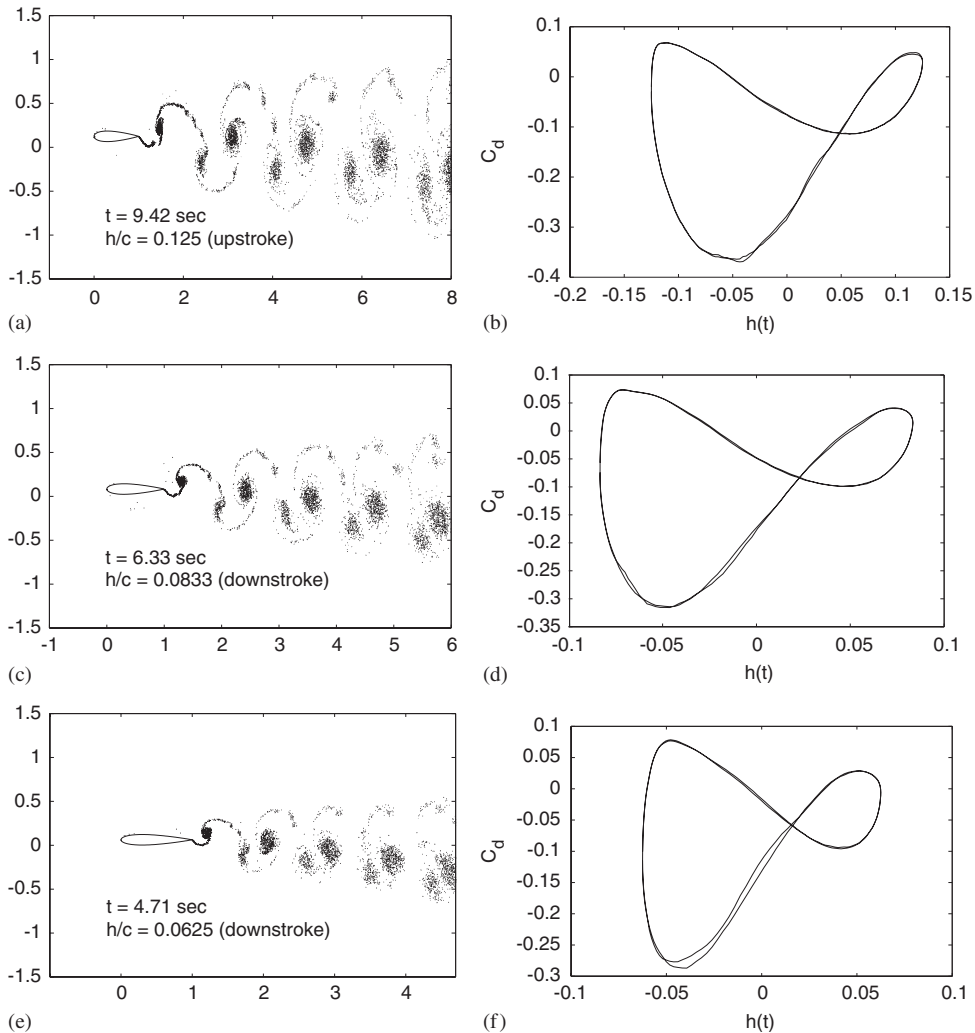 1.5
1
0.5
0
-0.5
-1
-1.5
t = 9.42 sec
h/c = 0.125 (upstroke)
0 2 4 6 8
(a)
0.1
0
-0.1
-0.2
-0.3
-0.4
C_d
-0.2 -0.15 -0.1 -0.05 0 0.05 0.1 0.15
h(t)
(b)
1.5
1
0.5
0
-0.5
-1
-1.5
t = 6.33 sec
h/c = 0.0833 (downstroke)
-1 0 1 2 3 4 5 6
(c)
0.1
0.05
0
-0.05
-0.1
-0.15
-0.2
-0.25
-0.3
-0.35
C_d
-0.1 -0.05 0 0.05 0.1
h(t)
(d)
1.5
1
0.5
0
-0.5
-1
-1.5
t = 4.71 sec
h/c = 0.0625 (downstroke)
0 1 2 3 4
(e)
0.1
0.05
0
-0.05
-0.1
-0.15
-0.2
-0.25
-0.3
C_d
-0.1 -0.05 0 0.05 0.1
h(t)
(f)